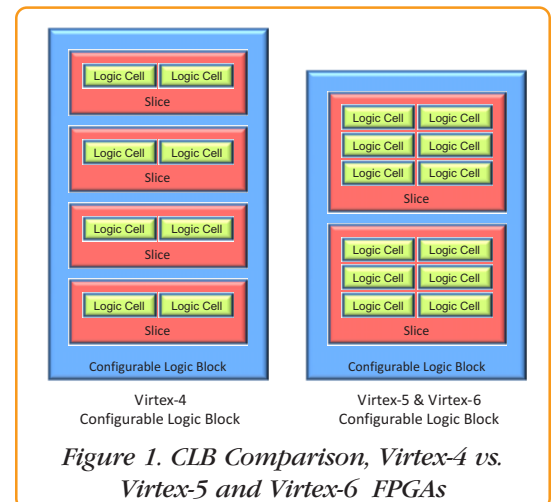 Logic Cell Logic Cell
Slice
Logic Cell Logic Cell
Slice
Logic Cell Logic Cell
Slice
Logic Cell Logic Cell
Slice
Configurable Logic Block
Virtex-4
Configurable Logic Block
Logic Cell Logic Cell
Logic Cell Logic Cell
Logic Cell Logic Cell
Slice
Logic Cell Logic Cell
Logic Cell Logic Cell
Logic Cell Logic Cell
Slice
Configurable Logic Block
Virtex-5 & Virtex-6
Configurable Logic Block
Figure 1. CLB Comparison, Virtex-4 vs.
Virtex-5 and Virtex-6 FPGAs